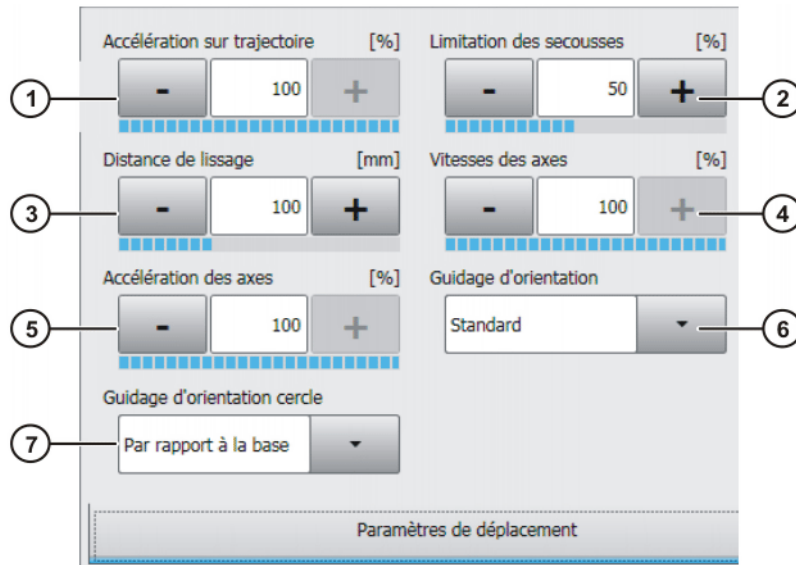 Accélération sur trajectoire [%] Limitation des secousses [%]
1 - 100 + - 50 + 2
Distance de lissage [mm] Vitesses des axes [%]
3 - 100 + - 100 + 4
Accélération des axes [%] Guidage d'orientation
5 - 100 + Standard 6
Guidage d'orientation cercle
7 Par rapport à la base
Paramètres de déplacement